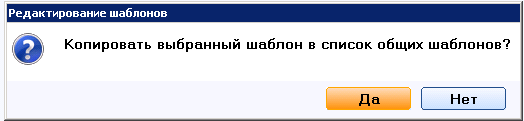 Редактирование шаблонов
Копировать выбранный шаблон в список общих шаблонов?
Да Нет